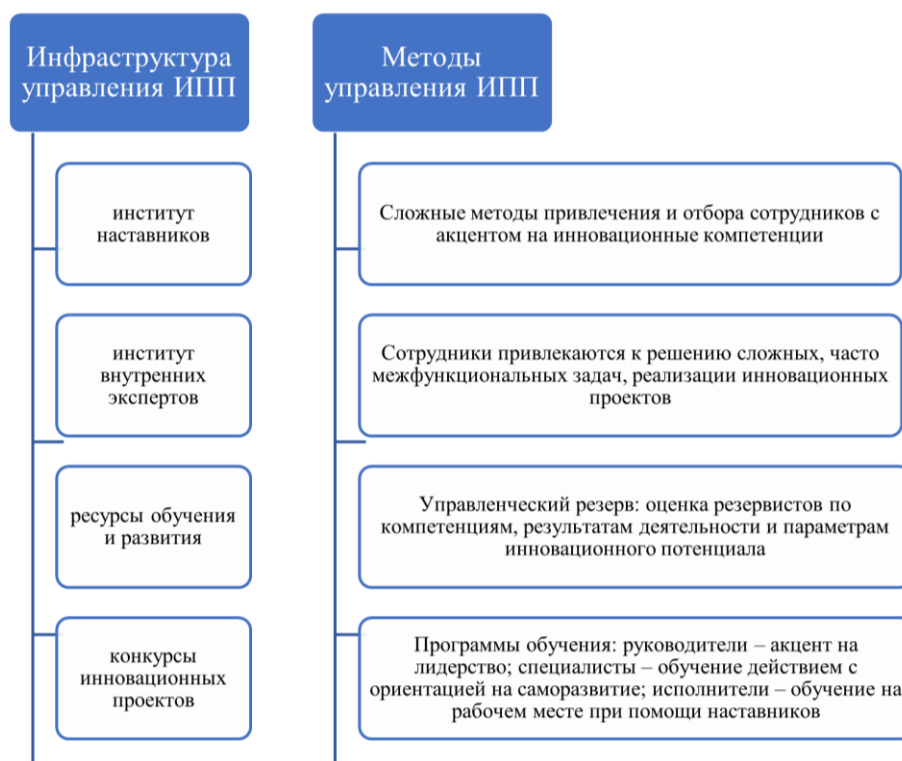 Инфраструктура
управления ИПП
институт
наставников
институт
внутренних
экспертов
ресурсы обучения
и развития
конкурсы
инновационных
проектов
Методы
управления ИПП
Сложные методы привлечения и отбора сотрудников с
акцентом на инновационные компетенции
Сотрудники привлекаются к решению сложных, часто
межфункциональных задач, реализации инновационных
проектов
Управленческий резерв: оценка резервистов по
компетенциям, результатам деятельности и параметрам
инновационного потенциала
Программы обучения: руководители – акцент на
лидерство; специалисты – обучение действием с
ориентацией на саморазвитие; исполнители – обучение на
рабочем месте при помощи наставников